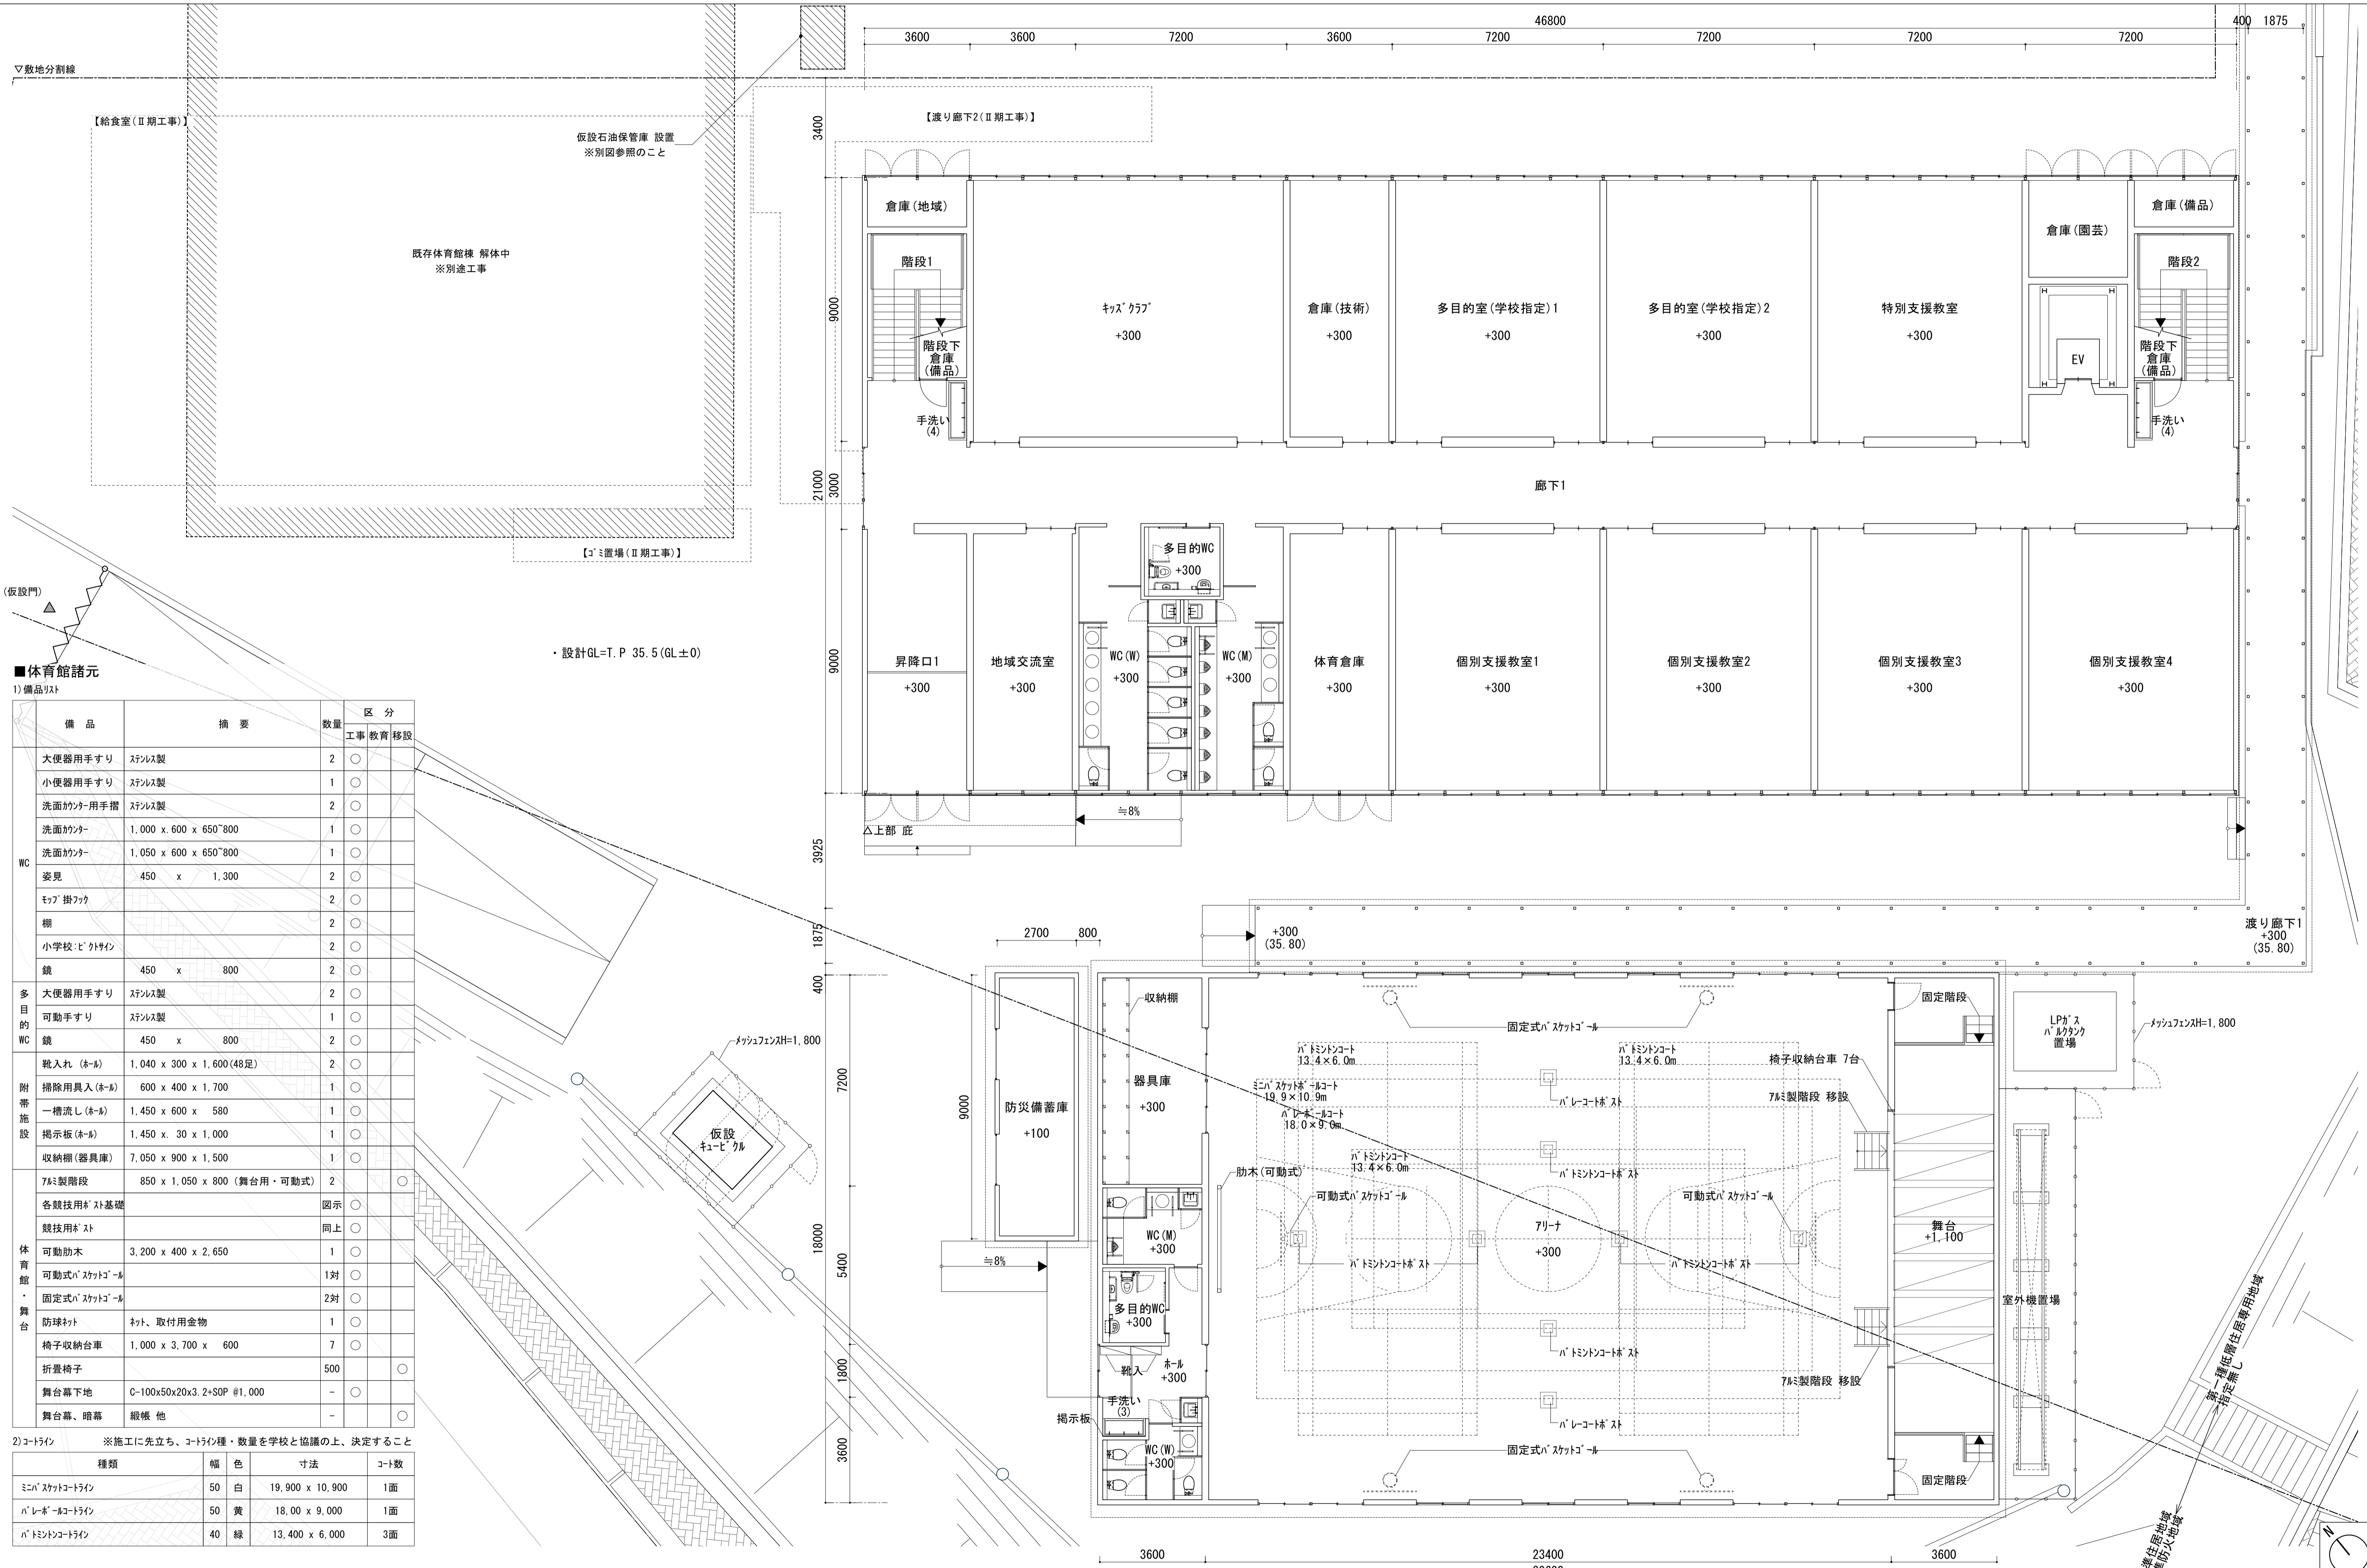 46800
400 1875
3600 3600 7200 3600 7200 7200 7200 7200
▽敷地分割線
【給食室(Ⅱ期工事)】
仮設石油保管庫 設置
※別図参照のこと
【渡り廊下2(Ⅱ期工事)】
3400
既存体育館棟 解体中
※別途工事
【ｺﾞﾐ置場(Ⅱ期工事)】
(仮設門)
・設計GL=T.P 35.5(GL±0)
21000
9000
3000
9000
倉庫(地域)
階段1
階段下
倉庫
(備品)
手洗い
(4)
ｷｯｽﾞｸﾗﾌﾞ
+300
倉庫(技術)
+300
多目的室(学校指定)1
+300
多目的室(学校指定)2
+300
特別支援教室
+300
倉庫(園芸)
EV
倉庫(備品)
階段2
階段下
倉庫
(備品)
手洗い
(4)
廊下1
昇降口1
+300
地域交流室
+300
WC(W)
+300
多目的WC
+300
WC(M)
+300
体育倉庫
+300
個別支援教室1
+300
個別支援教室2
+300
個別支援教室3
+300
個別支援教室4
+300
△上部 庇
≒8%
3925
1875
400
+300
(35.80)
渡り廊下1
+300
(35.80)
■体育館諸元
1)備品ﾘｽﾄ
備 品 摘 要 数量 区 分
工事 教育 移設
WC
大便器用手すり ｽﾃﾝﾚｽ製 2 ○
小便器用手すり ｽﾃﾝﾚｽ製 1 ○
洗面ｶｳﾝﾀｰ用手摺 ｽﾃﾝﾚｽ製 2 ○
洗面ｶｳﾝﾀｰ 1,000 x 600 x 650~800 1 ○
洗面ｶｳﾝﾀｰ 1,050 x 600 x 650~800 1 ○
姿見 450 x 1,300 2 ○
ﾓｯﾌﾟ掛ﾌｯｸ 2 ○
棚 2 ○
小学校:ﾋﾟｸﾄｻｲﾝ 2 ○
鏡 450 x 800 2 ○
多目的WC
大便器用手すり ｽﾃﾝﾚｽ製 2 ○
可動手すり ｽﾃﾝﾚｽ製 1 ○
鏡 450 x 800 2 ○
附帯施設
靴入れ (ﾎｰﾙ) 1,040 x 300 x 1,600(48足) 2 ○
掃除用具入(ﾎｰﾙ) 600 x 400 x 1,700 1 ○
一槽流し(ﾎｰﾙ) 1,450 x 600 x 580 1 ○
掲示板(ﾎｰﾙ) 1,450 x. 30 x 1,000 1 ○
収納棚(器具庫) 7,050 x 900 x 1,500 1 ○
体育館・舞台
ｱﾙﾐ製階段 850 x 1,050 x 800 (舞台用・可動式) 2 ○
各競技用ﾎﾟｽﾄ基礎 図示 ○
競技用ﾎﾟｽﾄ 同上 ○
可動肋木 3,200 x 400 x 2,650 1 ○
可動式ﾊﾞｽｹｯﾄｺﾞｰﾙ 1対 ○
固定式ﾊﾞｽｹｯﾄｺﾞｰﾙ 2対 ○
防球ﾈｯﾄ ﾈｯﾄ、取付用金物 1 ○
椅子収納台車 1,000 x 3,700 x 600 7 ○
折畳椅子 500 ○
舞台幕下地 C-100x50x20x3.2+SOP @1,000 - ○
舞台幕、暗幕 緞帳 他 - ○
2)ｺｰﾄﾗｲﾝ ※施工に先立ち、ｺｰﾄﾗｲﾝ種・数量を学校と協議の上、決定すること
種類 幅 色 寸法 ｺｰﾄ数
ﾐﾆﾊﾞｽｹｯﾄｺｰﾄﾗｲﾝ 50 白 19,900 x 10,900 1面
ﾊﾞﾚｰﾎﾞｰﾙｺｰﾄﾗｲﾝ 50 黄 18,00 x 9,000 1面
ﾊﾞﾄﾞﾐﾝﾄﾝｺｰﾄﾗｲﾝ 40 緑 13,400 x 6,000 3面
ﾒｯｼｭﾌｪﾝｽH=1,800
仮設
ｷｭｰﾋﾞｸﾙ
2700 800
9000
18000
7200
5400
1800
3600
防災備蓄庫
+100
≒8%
収納棚
器具庫
+300
肋木(可動式)
WC(M)
+300
多目的WC
+300
靴入
ﾎｰﾙ
+300
手洗い
(3)
掲示板
WC(W)
+300
固定式ﾊﾞｽｹｯﾄｺﾞｰﾙ
ﾊﾞﾄﾞﾐﾝﾄﾝｺｰﾄ
13.4×6.0m
ﾊﾞﾄﾞﾐﾝﾄﾝｺｰﾄ
13.4×6.0m
ﾐﾆﾊﾞｽｹｯﾄﾎﾞｰﾙｺｰﾄ
19.9×10.9m
ﾊﾞﾚｰﾎﾞｰﾙｺｰﾄ
18.0×9.0m
ﾊﾞﾄﾞﾐﾝﾄﾝｺｰﾄ
13.4×6.0m
ﾊﾞﾚｰｺｰﾄﾎﾟｽﾄ
ﾊﾞﾄﾞﾐﾝﾄﾝｺｰﾄﾎﾟｽﾄ
可動式ﾊﾞｽｹｯﾄｺﾞｰﾙ
可動式ﾊﾞｽｹｯﾄｺﾞｰﾙ
ｱﾘｰﾅ
+300
ﾊﾞﾄﾞﾐﾝﾄﾝｺｰﾄﾎﾟｽﾄ
ﾊﾞﾄﾞﾐﾝﾄﾝｺｰﾄﾎﾟｽﾄ
ﾊﾞﾄﾞﾐﾝﾄﾝｺｰﾄﾎﾟｽﾄ
ﾊﾞﾚｰｺｰﾄﾎﾟｽﾄ
固定式ﾊﾞｽｹｯﾄｺﾞｰﾙ
椅子収納台車 7台
ｱﾙﾐ製階段 移設
ｱﾙﾐ製階段 移設
固定階段
舞台
+1,100
固定階段
LPｶﾞｽ
ﾊﾞﾙｸﾀﾝｸ
置場
ﾒｯｼｭﾌｪﾝｽH=1,800
室外機置場
第一種低層住居専用地域
指定無し
準住居地域
準防火地域
N
3600 23400 3600